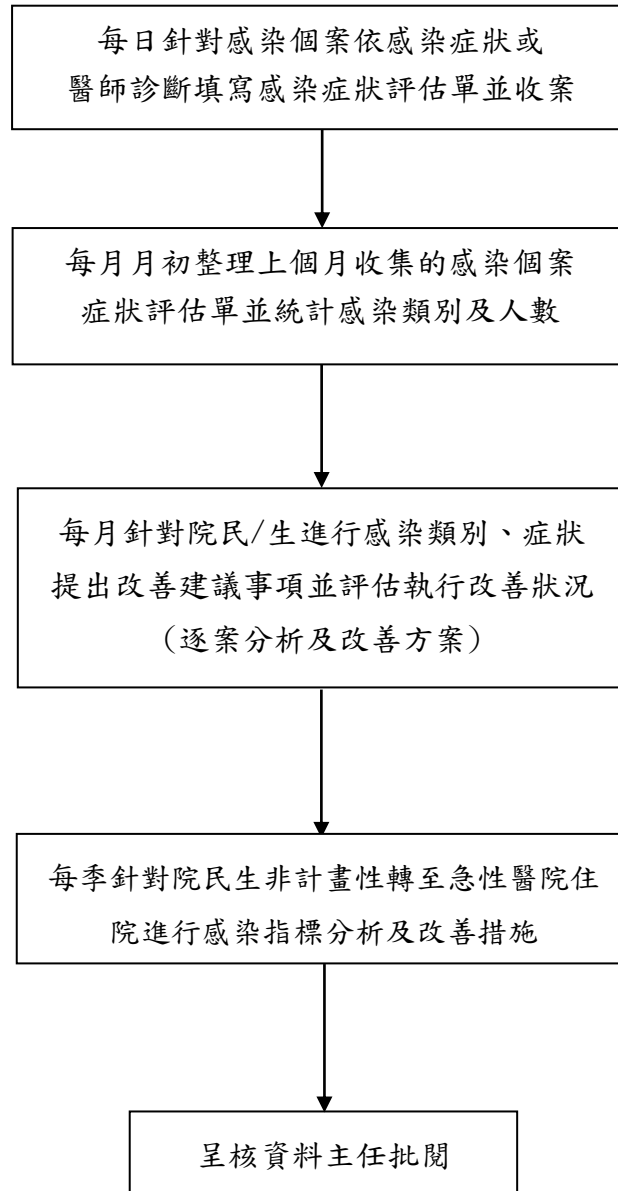 每日針對感染個案依感染症狀或
醫師診斷填寫感染症狀評估單並收案
每月月初整理上個月收集的感染個案
症狀評估單並統計感染類別及人數
每月針對院民/生進行感染類別、症狀
提出改善建議事項並評估執行改善狀況
(逐案分析及改善方案)
每季針對院民生非計畫性轉至急性醫院住
院進行感染指標分析及改善措施
呈核資料主任批閱